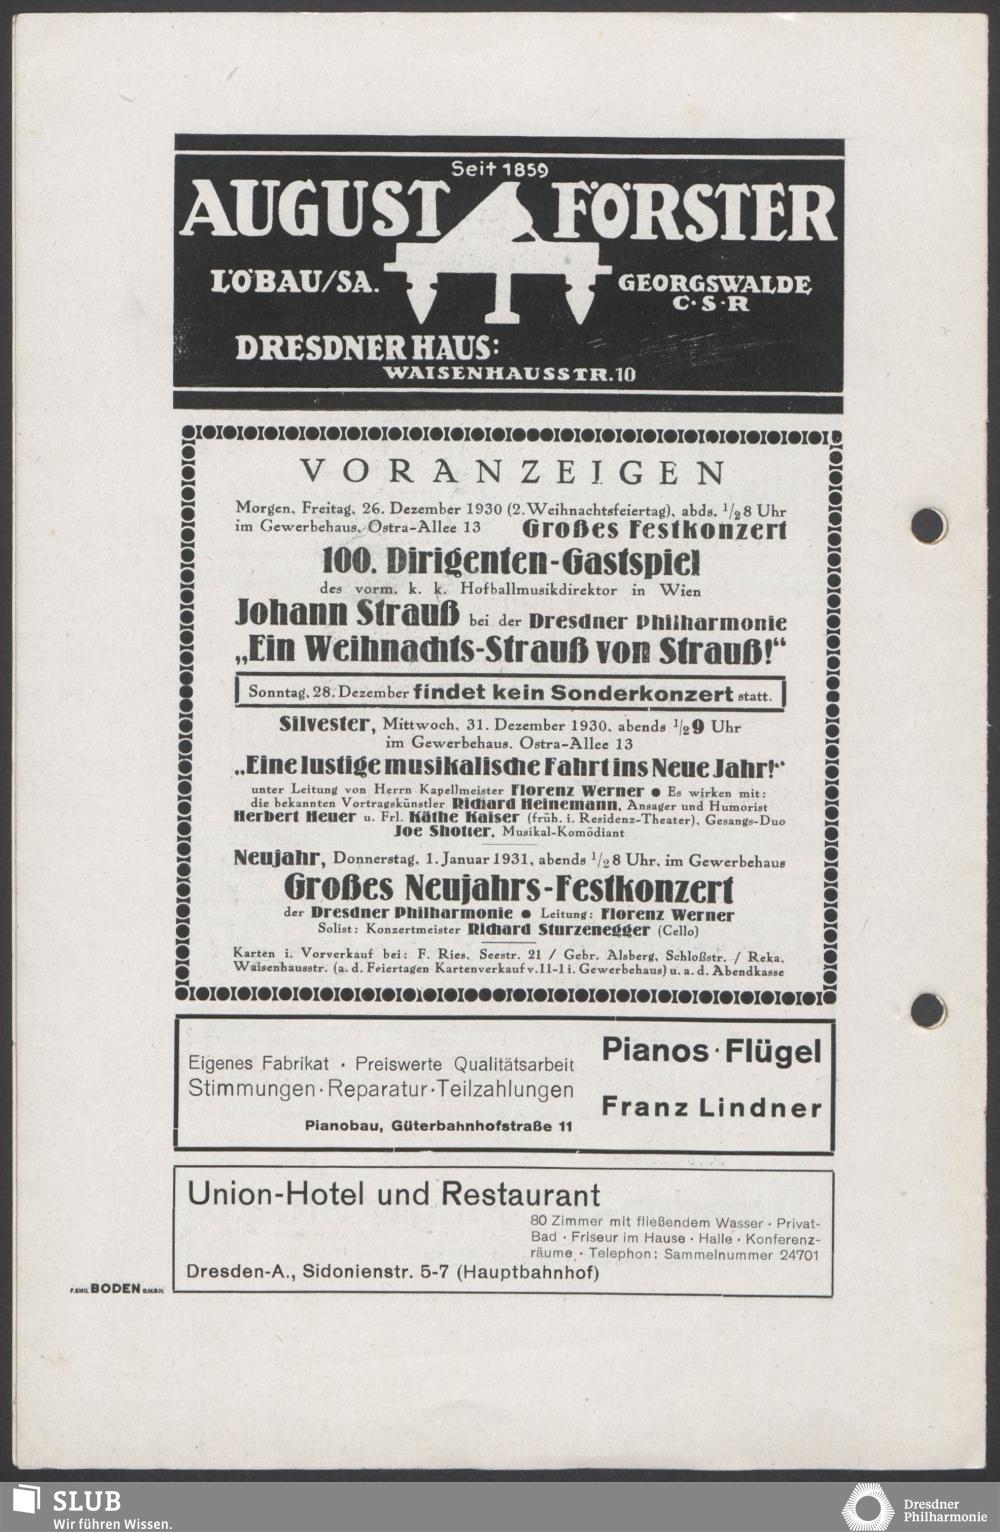 Seit 1859
AUGUST FÖRSTER
LÖBAU/SA. GEORGSWALDE
C·S·R
DRESDNER HAUS:
WAISENHAUSSTR.10
VORANZEIGEN
Morgen, Freitag, 26. Dezember 1930 (2. Weihnachtsfeiertag), abds. 1/2 8 Uhr
im Gewerbehaus, Ostra-Allee 13 Großes Festkonzert
100. Dirigenten-Gastspiel
des vorm. k. k. Hofballmusikdirektor in Wien
Johann Strauß bei der Dresdner Philharmonie
„Ein Weihnachts-Strauß von Strauß!“
Sonntag, 28. Dezember findet kein Sonderkonzert statt.
Silvester, Mittwoch, 31. Dezember 1930, abends 1/2 9 Uhr
im Gewerbehaus, Ostra-Allee 13
„Eine lustige musikalische Fahrt ins Neue Jahr!“
unter Leitung von Herrn Kapellmeister Florenz Werner ● Es wirken mit:
die bekannten Vortragskünstler Richard Heinemann, Ansager und Humorist
Herbert Heuer u. Frl. Käthe Kaiser (früh. i. Residenz-Theater), Gesangs-Duo
Joe Shotter, Musikal-Komödiant
Neujahr, Donnerstag, 1. Januar 1931, abends 1/2 8 Uhr, im Gewerbehaus
Großes Neujahrs-Festkonzert
der Dresdner Philharmonie ● Leitung: Florenz Werner
Solist: Konzertmeister Richard Sturzenegger (Cello)
Karten i. Vorverkauf bei: F. Ries, Seestr. 21 / Gebr. Alsberg, Schloßstr. / Reka,
Waisenhausstr. (a. d. Feiertagen Kartenverkauf v. 11-1 i. Gewerbehaus) u. a. d. Abendkasse
Eigenes Fabrikat · Preiswerte Qualitätsarbeit
Stimmungen · Reparatur · Teilzahlungen
Pianobau, Güterbahnhofstraße 11
Pianos · Flügel
Franz Lindner
Union-Hotel und Restaurant
80 Zimmer mit fließendem Wasser · Privat-
Bad · Friseur im Hause · Halle · Konferenz-
räume · Telephon: Sammelnummer 24701
Dresden-A., Sidonienstr. 5-7 (Hauptbahnhof)
F. EMIL BODEN G.M.B.H.
SLUB
Wir führen Wissen.
Dresdner
Philharmonie